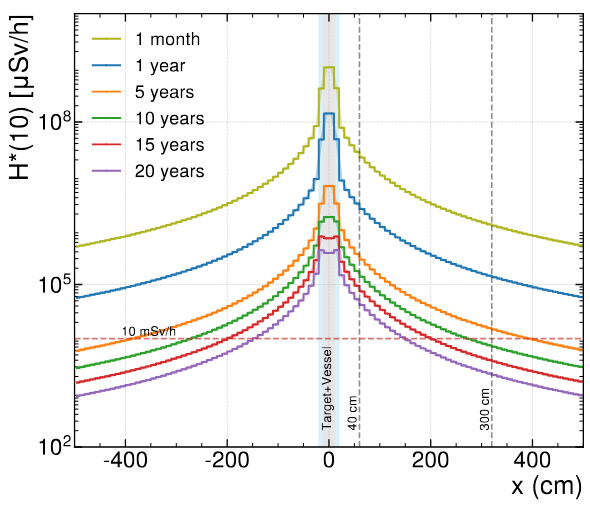 H*(10) [µSv/h]
1 month
1 year
5 years
10 years
15 years
20 years
10⁸
10⁵
10²
10 mSv/h
Target+Vessel
40 cm
300 cm
-400
-200
0
200
400
x (cm)